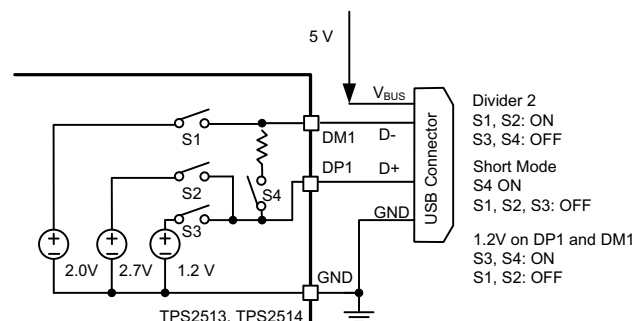 5 V
VBUS
DM1
D-
DP1
D+
GND
GND
USB Connector
S1
S2
S3
S4
2.0V
2.7V
1.2 V
TPS2513, TPS2514
Divider 2
S1, S2: ON
S3, S4: OFF
Short Mode
S4 ON
S1, S2, S3: OFF
1.2V on DP1 and DM1
S3, S4: ON
S1, S2: OFF